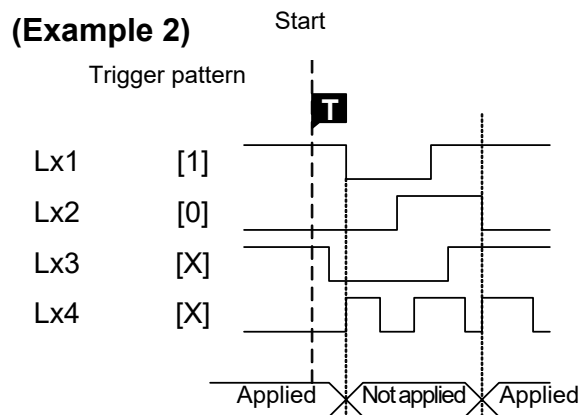 (Example 2)
Start
Trigger pattern
T
Lx1 [1]
Lx2 [0]
Lx3 [X]
Lx4 [X]
Applied Not applied Applied